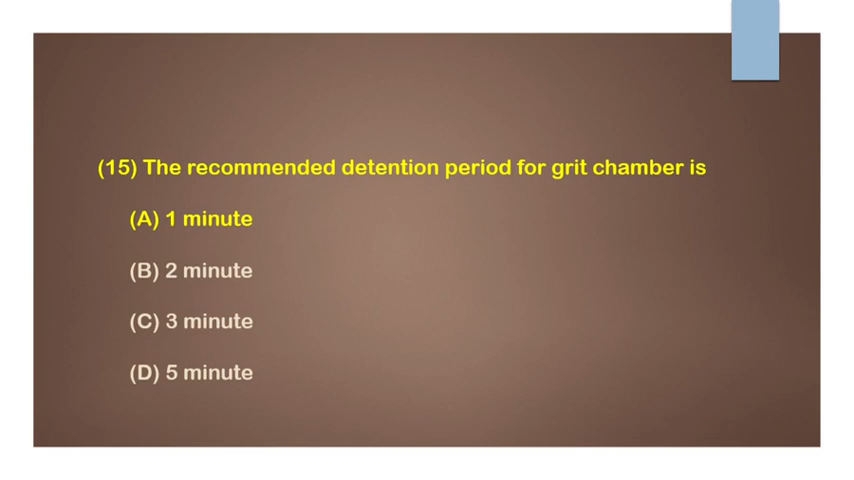 (15) The recommended detention period for grit chamber is
(A) 1 minute
(B) 2 minute
(C) 3 minute
(D) 5 minute